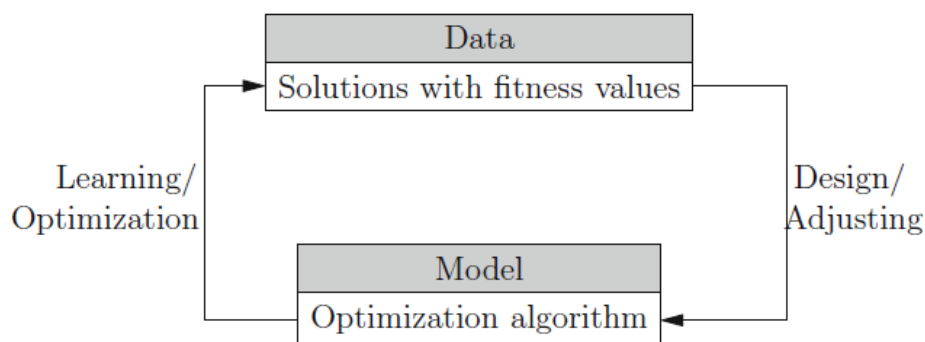 Data
Solutions with fitness values
Learning/
Optimization
Design/
Adjusting
Model
Optimization algorithm